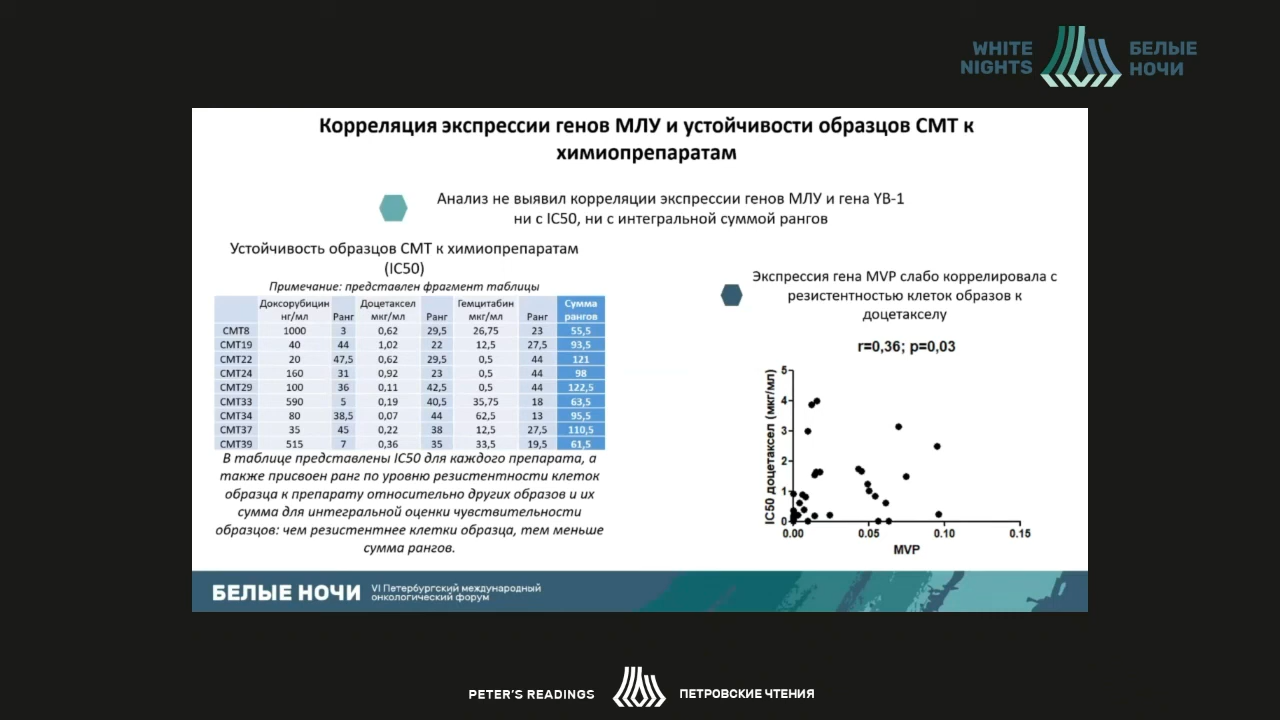 WHITE NIGHTS
БЕЛЫЕ НОЧИ
Корреляция экспрессии генов МЛУ и устойчивости образцов СМТ к
химиопрепаратам
Анализ не выявил корреляции экспрессии генов МЛУ и гена YB-1
ни с IC50, ни с интегральной суммой рангов
Устойчивость образцов СМТ к химиопрепаратам
(IC50)
Примечание: представлен фрагмент таблицы
Доксорубицин нг/мл Ранг Доцетаксел мкг/мл Ранг Гемцитабин мкг/мл Ранг Сумма рангов
СМТ8 1000 3 0,62 29,5 26,75 23 55,5
СМТ19 40 44 1,02 22 12,5 27,5 93,5
СМТ22 20 47,5 0,62 29,5 0,5 44 121
СМТ24 160 31 0,92 23 0,5 44 98
СМТ29 100 36 0,11 42,5 0,5 44 122,5
СМТ33 590 5 0,19 40,5 35,75 18 63,5
СМТ34 80 38,5 0,07 44 62,5 13 95,5
СМТ37 35 45 0,22 38 12,5 27,5 110,5
СМТ39 515 7 0,36 35 33,5 19,5 61,5
В таблице представлены IC50 для каждого препарата, а
также присвоен ранг по уровню резистентности клеток
образца к препарату относительно других образов и их
сумма для интегральной оценки чувствительности
образцов: чем резистентнее клетки образца, тем меньше
сумма рангов.
Экспрессия гена MVP слабо коррелировала с
резистентностью клеток образов к
доцетакселу
r=0,36; p=0,03
IC50 доцетаксел (мкг/мл)
5
4
3
2
1
0
0.00 0.05 0.10 0.15
MVP
БЕЛЫЕ НОЧИ
VI Петербургский международный
онкологический форум
PETER'S READINGS
ПЕТРОВСКИЕ ЧТЕНИЯ